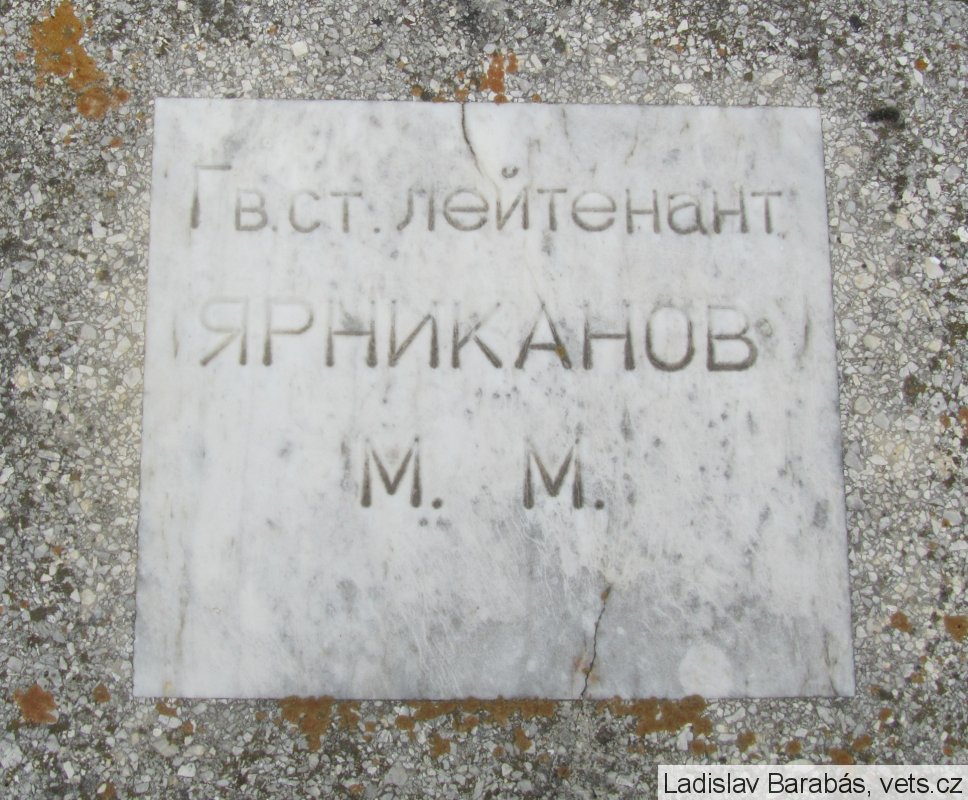 Гв.ст. лейтенант
ЯРНИКАНОВ
М. М.
Ladislav Barabás, vets.cz